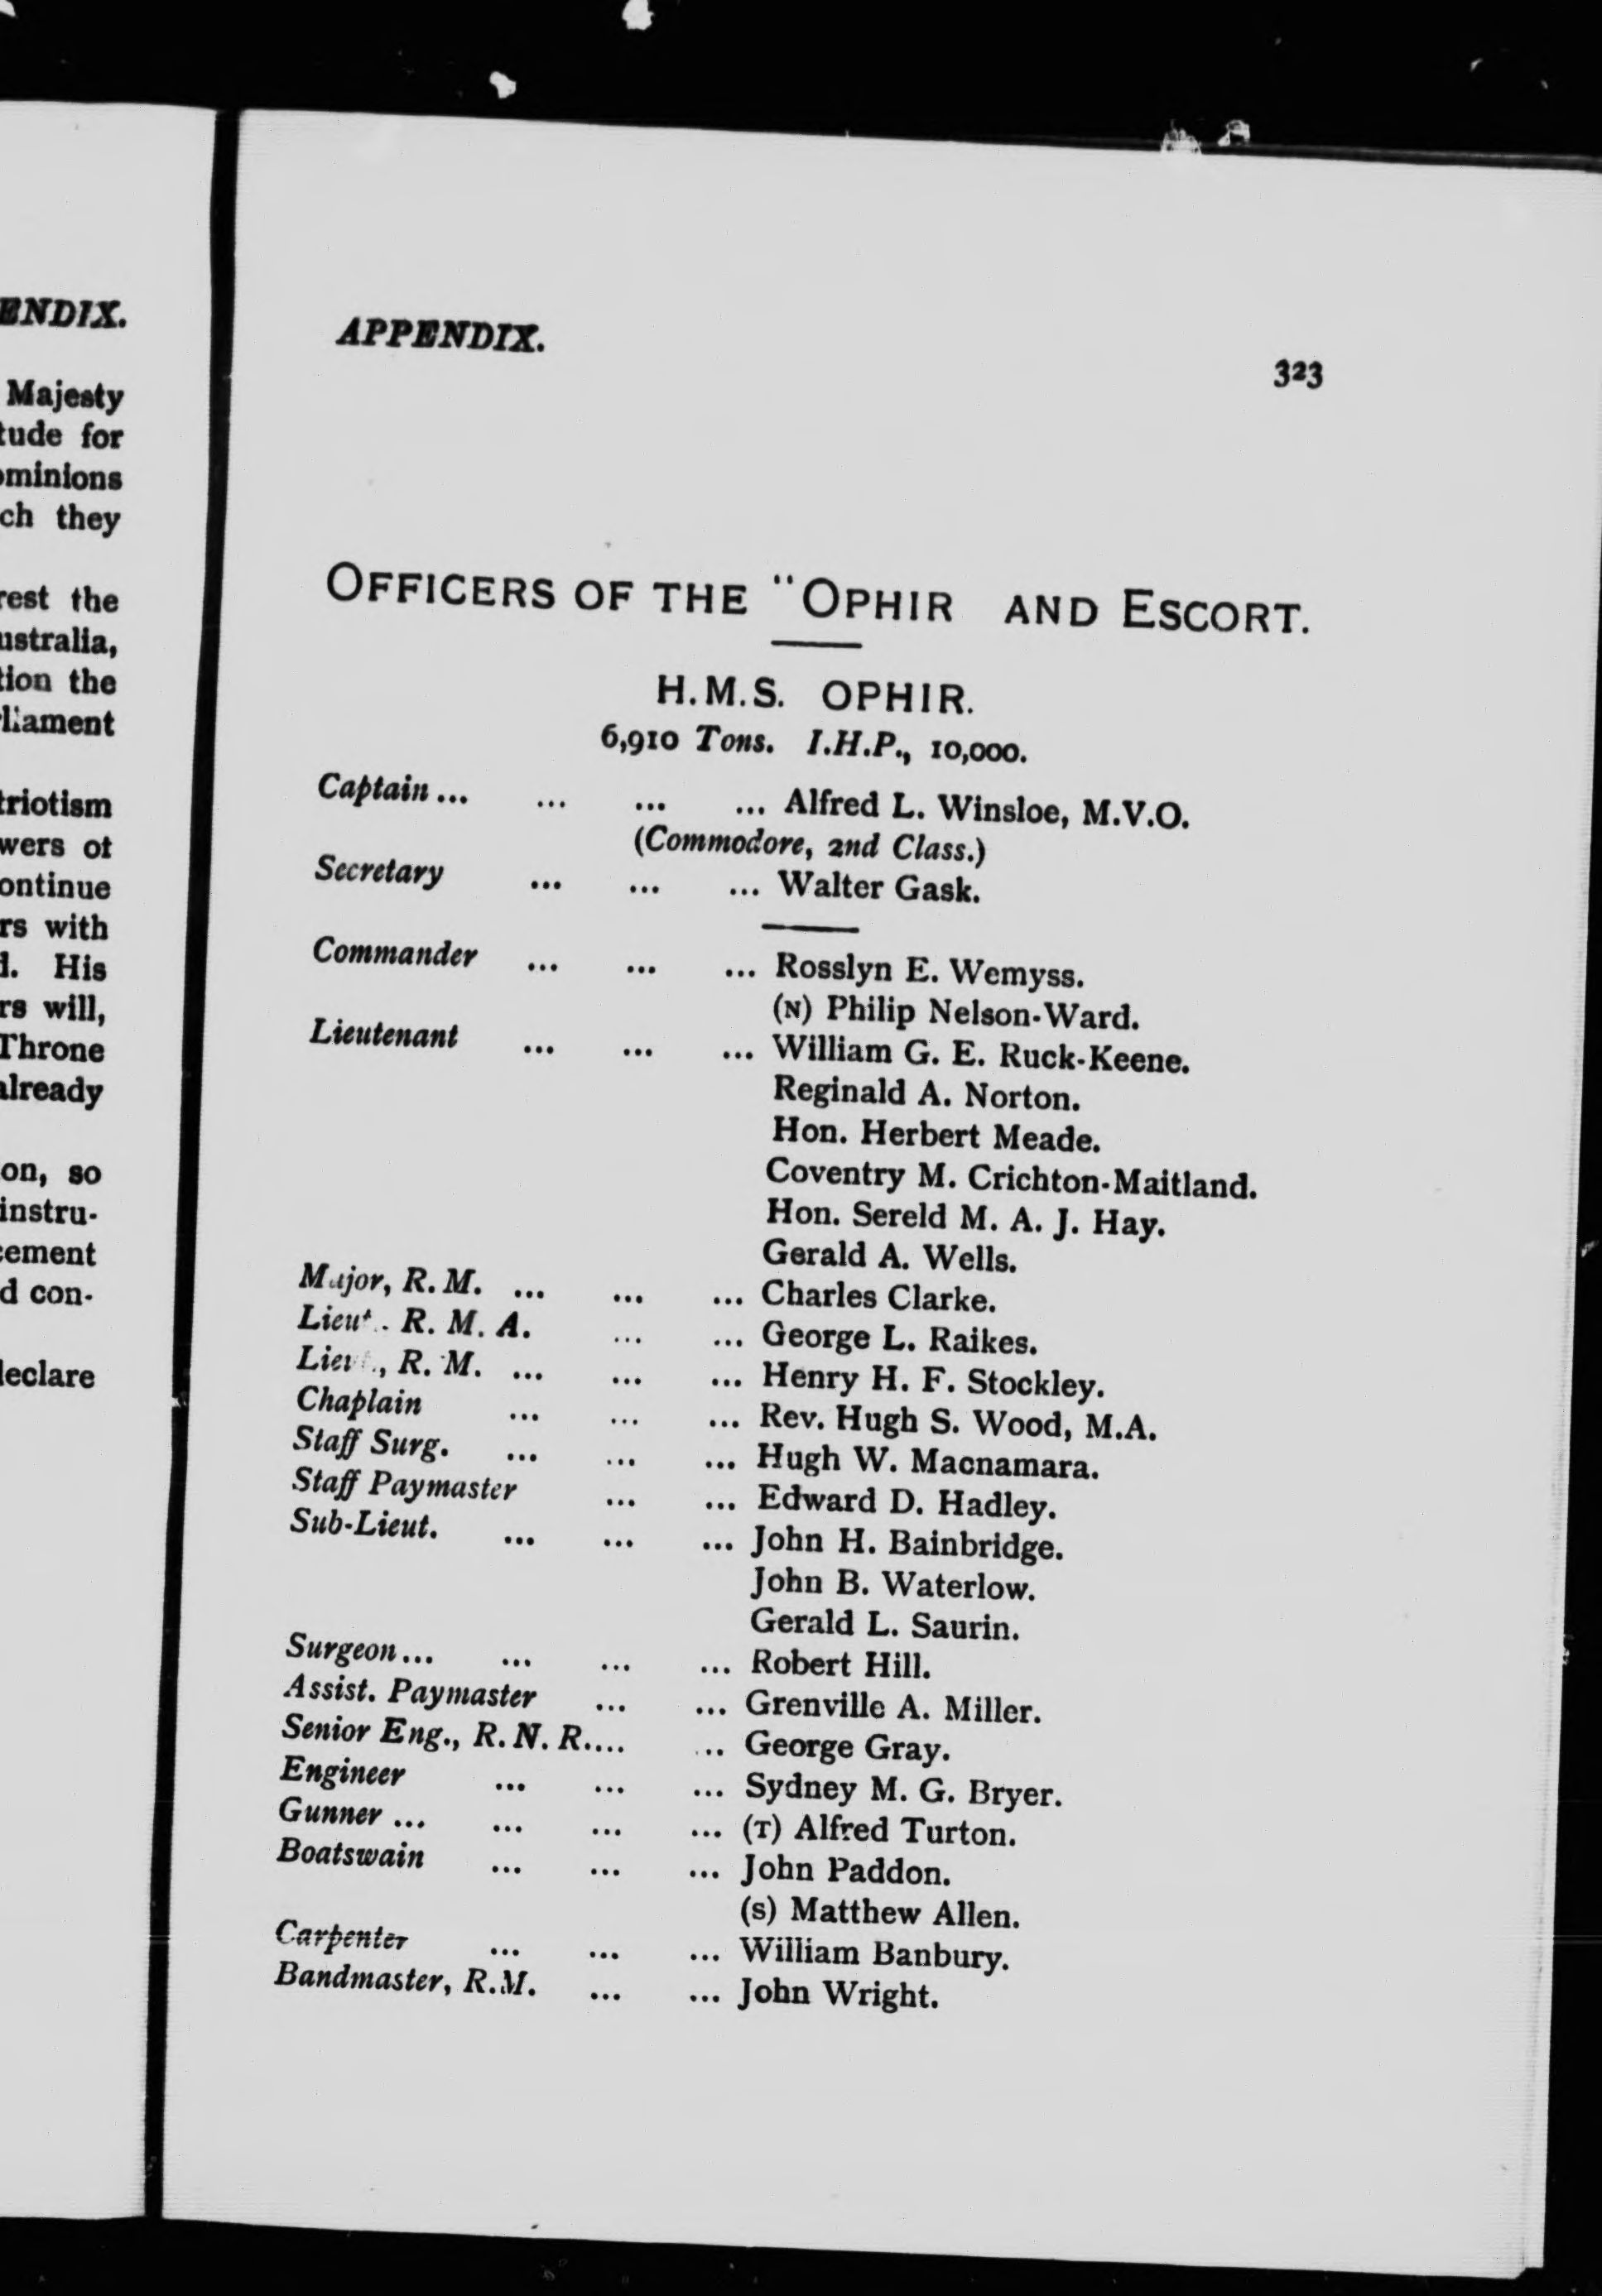 ENDIX.
Majesty
tude for
ominions
ch they
rest the
ustralia,
tion the
rliament
triotism
wers of
ontinue
rs with
d. His
rs will,
Throne
already
on, so
instru-
cement
d con-
declare
APPENDIX.
323
OFFICERS OF THE "OPHIR AND ESCORT.
H.M.S. OPHIR.
6,910 Tons. I.H.P., 10,000.
Captain ... ... ... ... Alfred L. Winsloe, M.V.O.
(Commodore, 2nd Class.)
Secretary ... ... ... Walter Gask.
Commander ... ... ... Rosslyn E. Wemyss.
(N) Philip Nelson-Ward.
Lieutenant ... ... ... William G. E. Ruck-Keene.
Reginald A. Norton.
Hon. Herbert Meade.
Coventry M. Crichton-Maitland.
Hon. Sereld M. A. J. Hay.
Gerald A. Wells.
Major, R.M. ... ... ... Charles Clarke.
Lieut. R. M. A. ... ... George L. Raikes.
Lieut., R. M. ... ... ... Henry H. F. Stockley.
Chaplain ... ... ... Rev. Hugh S. Wood, M.A.
Staff Surg. ... ... ... Hugh W. Macnamara.
Staff Paymaster ... ... Edward D. Hadley.
Sub-Lieut. ... ... ... John H. Bainbridge.
John B. Waterlow.
Gerald L. Saurin.
Surgeon ... ... ... ... Robert Hill.
Assist. Paymaster ... ... Grenville A. Miller.
Senior Eng., R. N. R.... .. George Gray.
Engineer ... ... ... Sydney M. G. Bryer.
Gunner ... ... ... ... (T) Alfred Turton.
Boatswain ... ... ... John Paddon.
(S) Matthew Allen.
Carpenter ... ... ... William Banbury.
Bandmaster, R.M. ... ... John Wright.